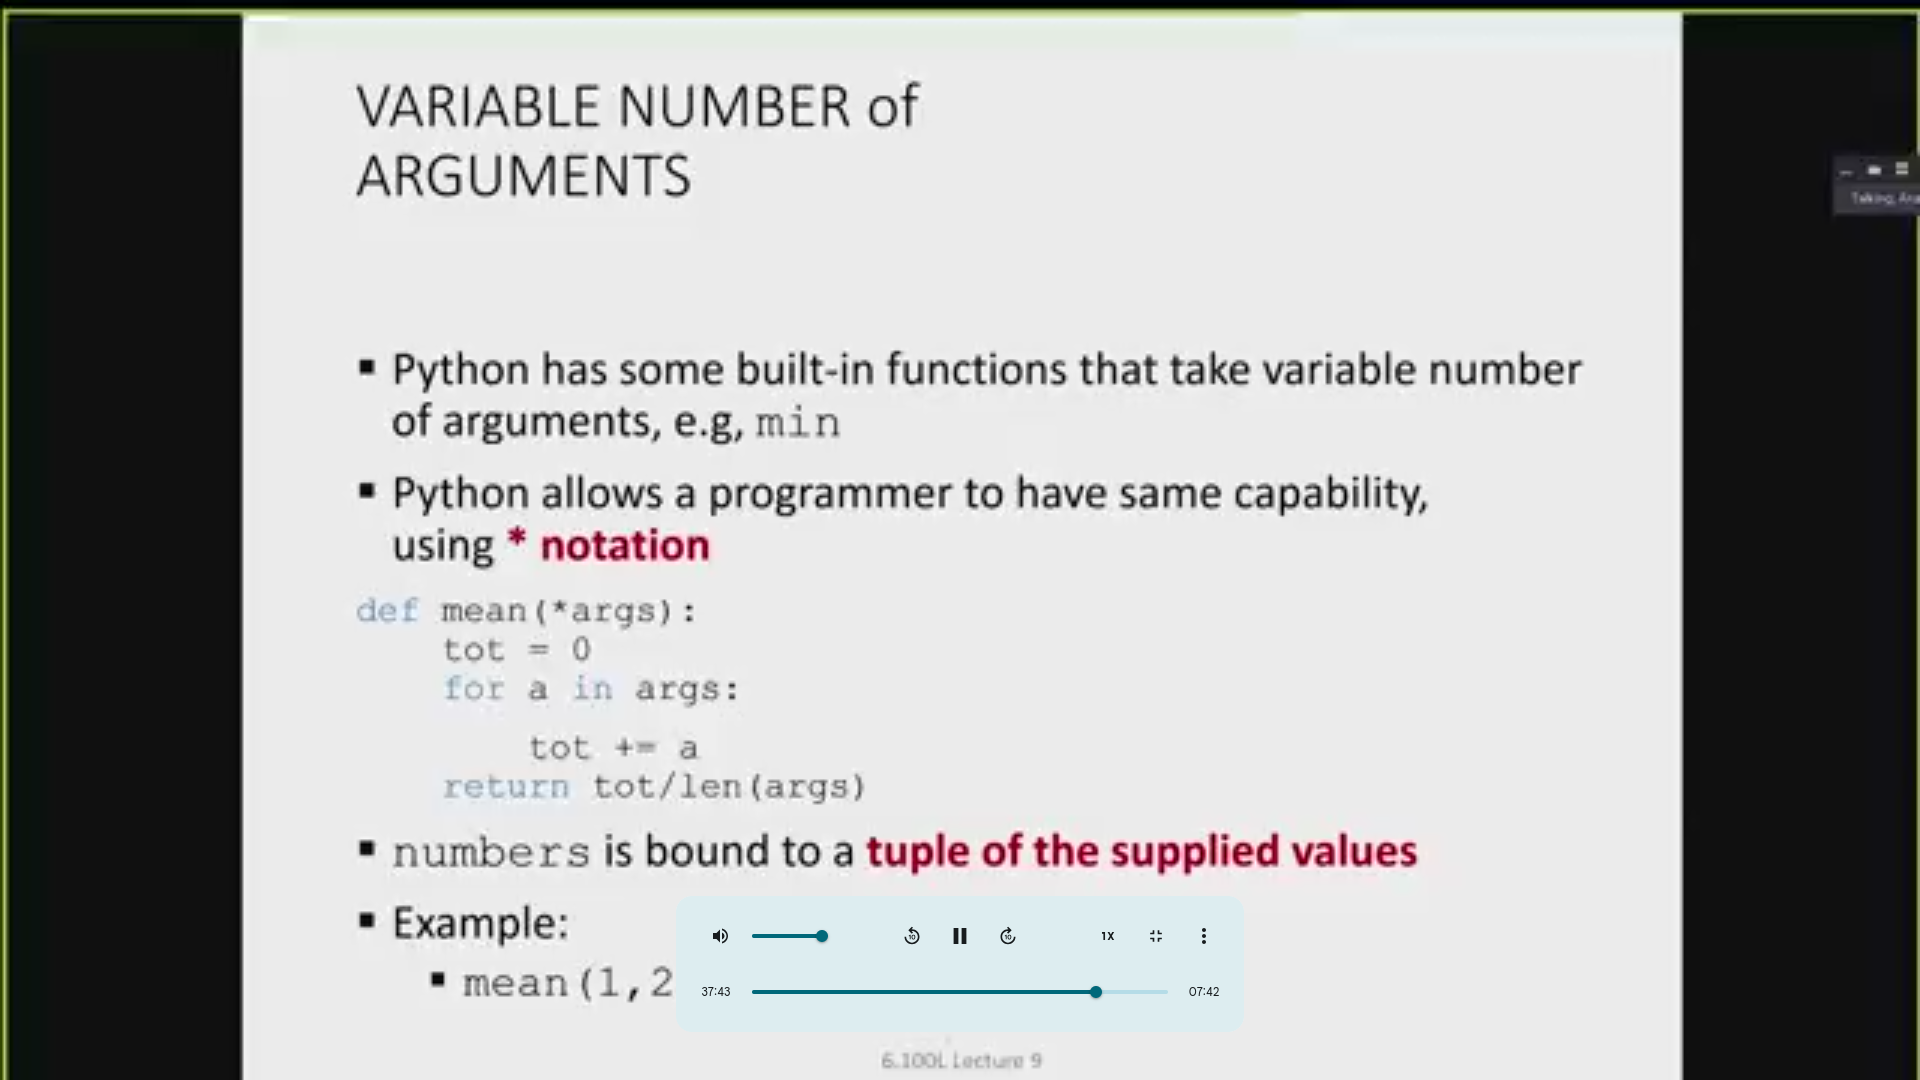 VARIABLE NUMBER of
ARGUMENTS
▪ Python has some built-in functions that take variable number
of arguments, e.g, min
▪ Python allows a programmer to have same capability,
using * notation
def mean(*args):
    tot = 0
    for a in args:
        tot += a
    return tot/len(args)
▪ numbers is bound to a tuple of the supplied values
▪ Example:
▪ mean(1,2
10
10
1X
37:43
07:42
6.100L Lecture 9
Talking: